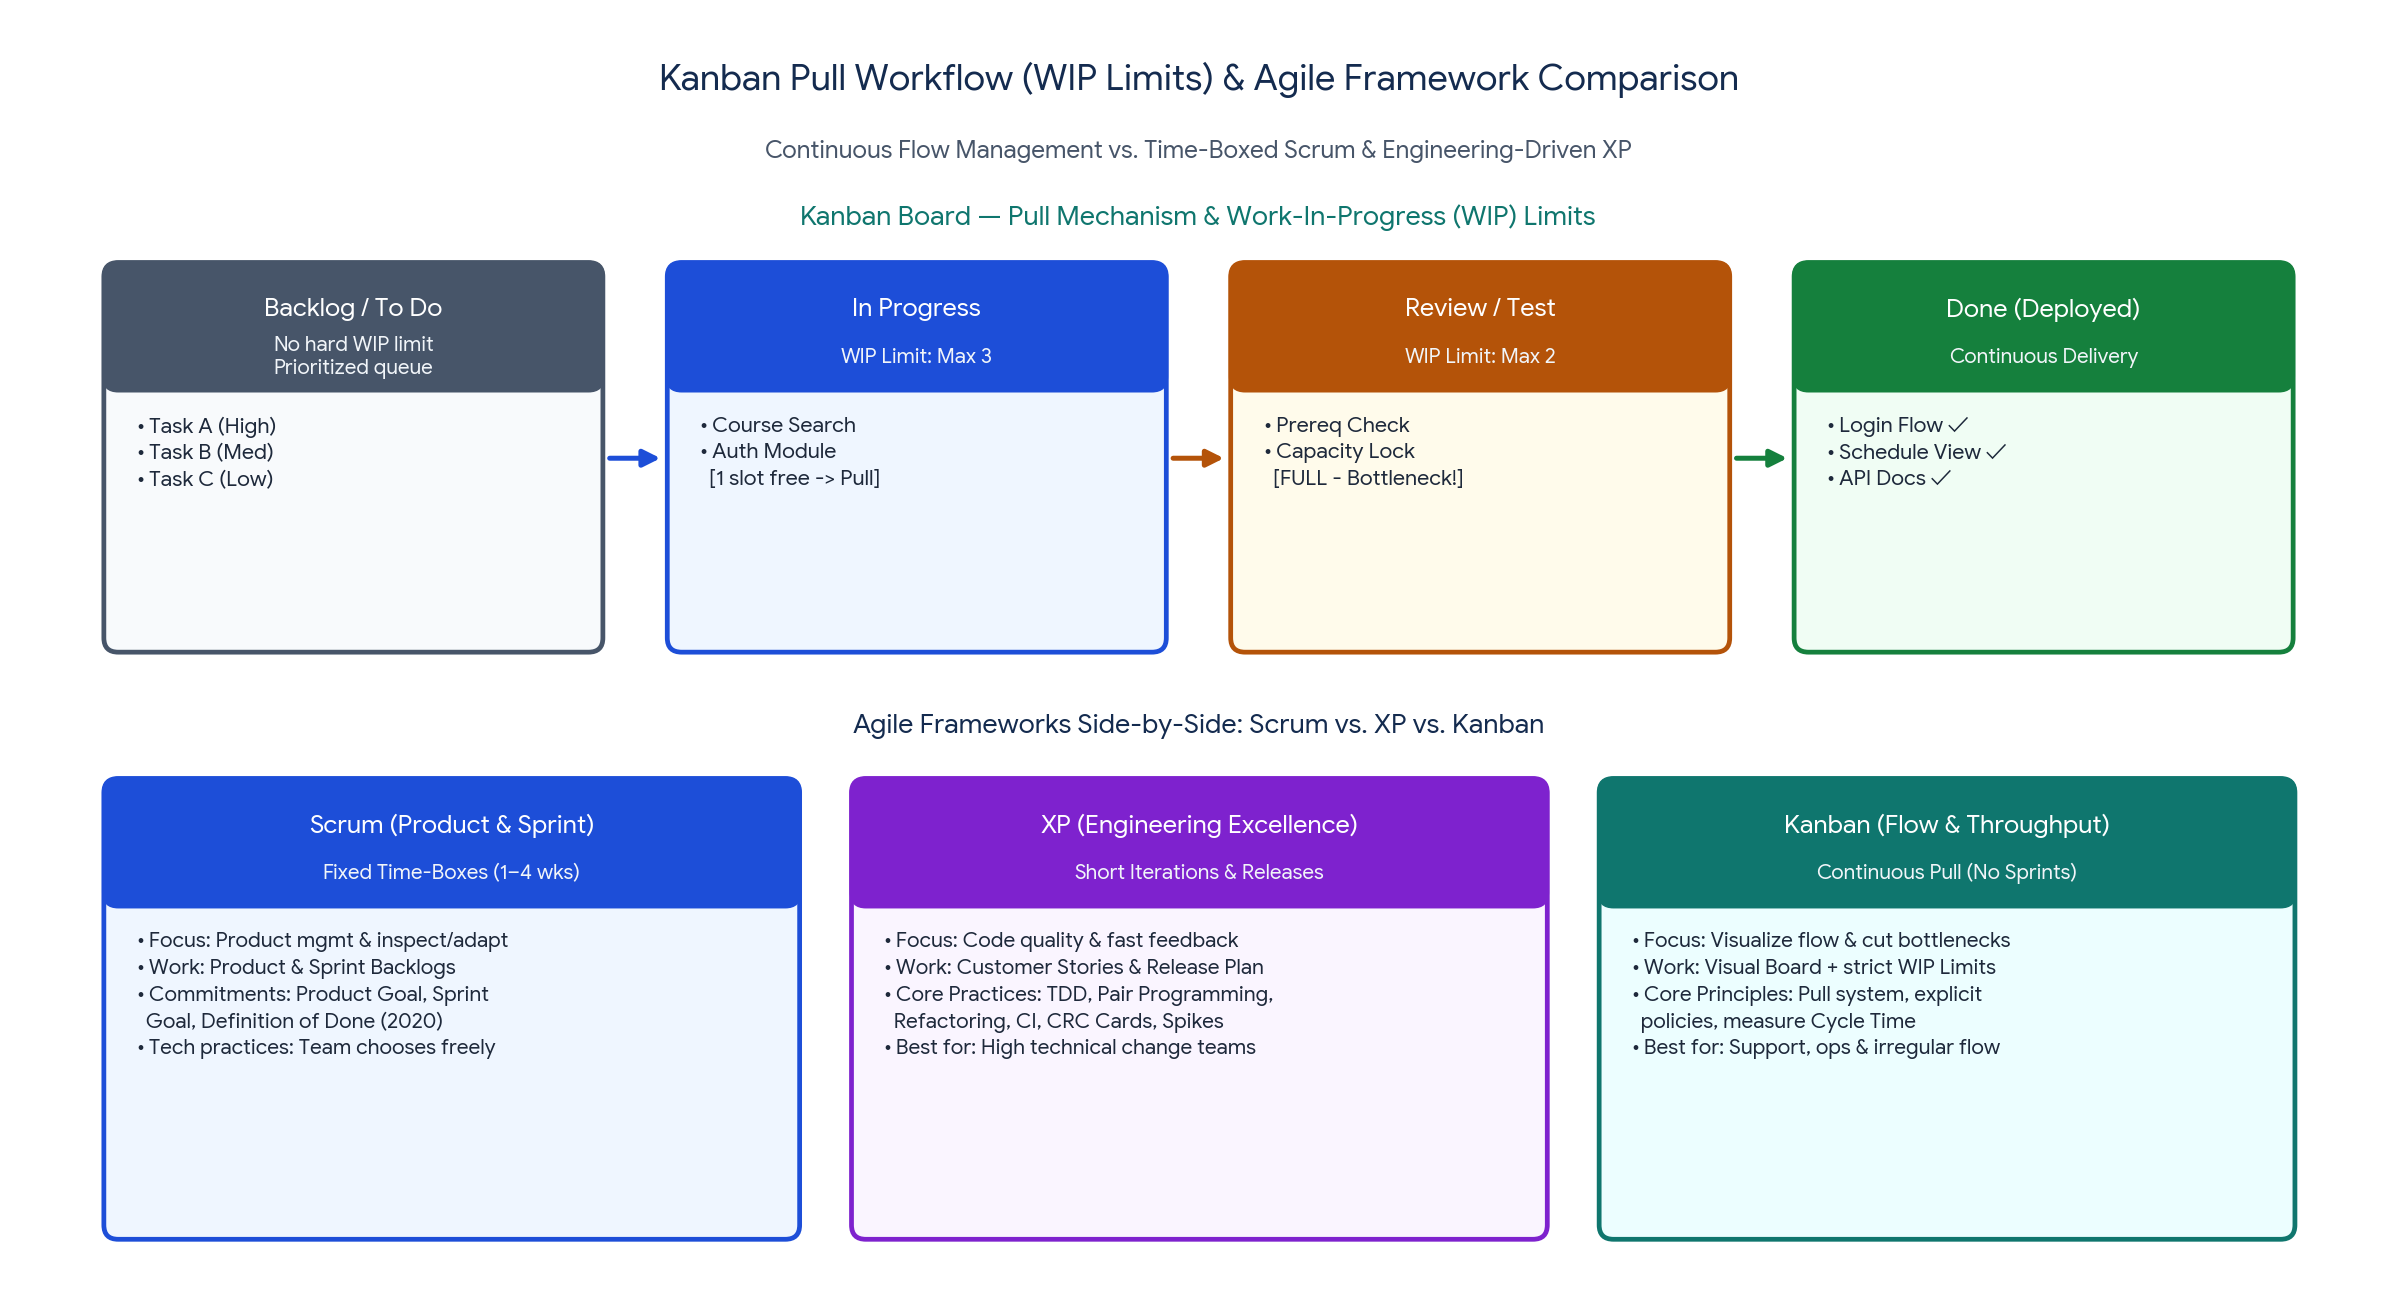 Kanban Pull Workflow (WIP Limits) & Agile Framework Comparison
Continuous Flow Management vs. Time-Boxed Scrum & Engineering-Driven XP
Kanban Board — Pull Mechanism & Work-In-Progress (WIP) Limits
Backlog / To Do
No hard WIP limit
Prioritized queue
• Task A (High)
• Task B (Med)
• Task C (Low)
In Progress
WIP Limit: Max 3
• Course Search
• Auth Module
[1 slot free -> Pull]
Review / Test
WIP Limit: Max 2
• Prereq Check
• Capacity Lock
[FULL - Bottleneck!]
Done (Deployed)
Continuous Delivery
• Login Flow ✓
• Schedule View ✓
• API Docs ✓
Agile Frameworks Side-by-Side: Scrum vs. XP vs. Kanban
Scrum (Product & Sprint)
Fixed Time-Boxes (1–4 wks)
• Focus: Product mgmt & inspect/adapt
• Work: Product & Sprint Backlogs
• Commitments: Product Goal, Sprint
Goal, Definition of Done (2020)
• Tech practices: Team chooses freely
XP (Engineering Excellence)
Short Iterations & Releases
• Focus: Code quality & fast feedback
• Work: Customer Stories & Release Plan
• Core Practices: TDD, Pair Programming,
Refactoring, CI, CRC Cards, Spikes
• Best for: High technical change teams
Kanban (Flow & Throughput)
Continuous Pull (No Sprints)
• Focus: Visualize flow & cut bottlenecks
• Work: Visual Board + strict WIP Limits
• Core Principles: Pull system, explicit
policies, measure Cycle Time
• Best for: Support, ops & irregular flow